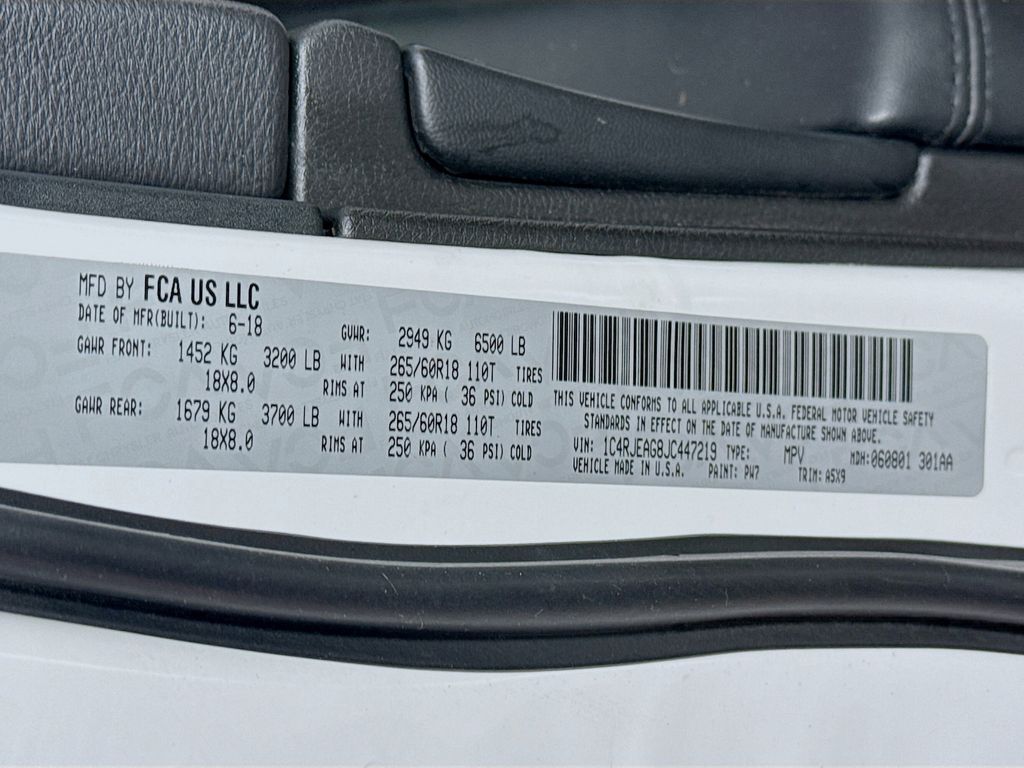 MFD BY FCA US LLC
DATE OF MFR(BUILT): 6-18 GVWR: 2949 KG 6500 LB
GAWR FRONT: 1452 KG 3200 LB WITH 265/60R18 110T TIRES
18X8.0 RIMS AT 250 KPA ( 36 PSI) COLD
GAWR REAR: 1679 KG 3700 LB WITH 265/60R18 110T TIRES
18X8.0 RIMS AT 250 KPA ( 36 PSI) COLD
THIS VEHICLE CONFORMS TO ALL APPLICABLE U.S.A. FEDERAL MOTOR VEHICLE SAFETY
STANDARDS IN EFFECT ON THE DATE OF MANUFACTURE SHOWN ABOVE.
VIN: 1C4RJEAG8JC447219 TYPE: MPV MDH:060801 301AA
VEHICLE MADE IN U.S.A. PAINT: PW7 TRIM: A5X9